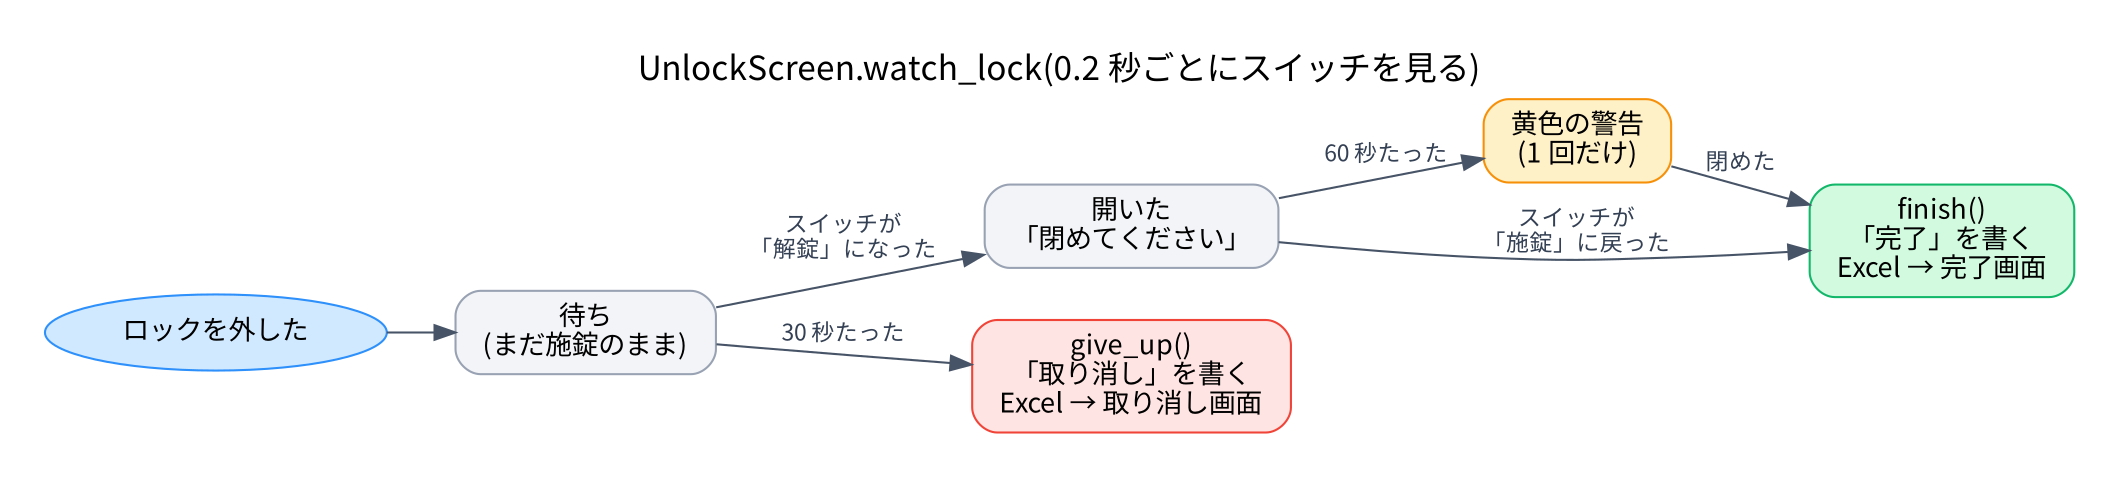 UnlockScreen.watch_lock(0.2 秒ごとにスイッチを見る)
ロックを外した
待ち
(まだ施錠のまま)
スイッチが
「解錠」になった
30 秒たった
開いた
「閉めてください」
give_up()
「取り消し」を書く
Excel → 取り消し画面
60 秒たった
黄色の警告
(1 回だけ)
スイッチが
「施錠」に戻った
閉めた
finish()
「完了」を書く
Excel → 完了画面